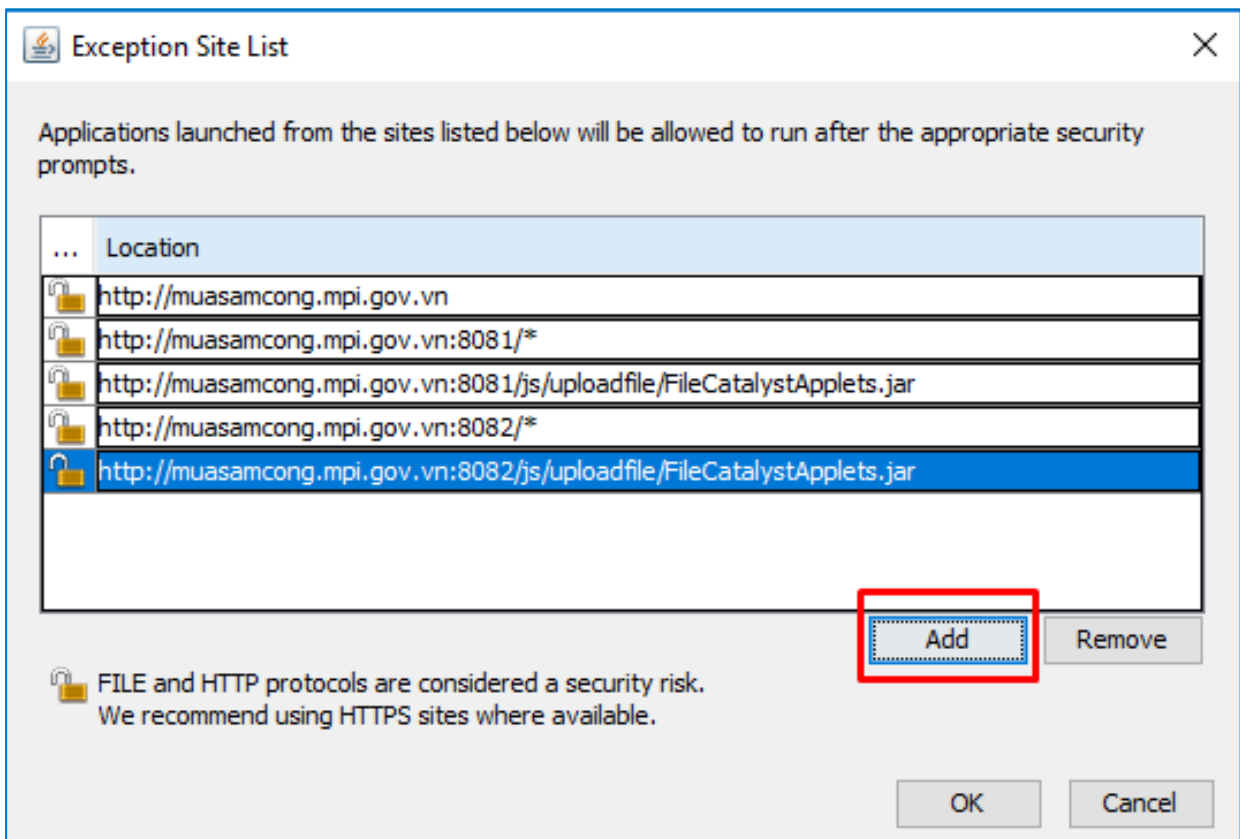 Exception Site List
Applications launched from the sites listed below will be allowed to run after the appropriate security
prompts.
... Location
http://muasamcong.mpi.gov.vn
http://muasamcong.mpi.gov.vn:8081/*
http://muasamcong.mpi.gov.vn:8081/js/uploadfile/FileCatalystApplets.jar
http://muasamcong.mpi.gov.vn:8082/*
http://muasamcong.mpi.gov.vn:8082/js/uploadfile/FileCatalystApplets.jar
Add Remove
FILE and HTTP protocols are considered a security risk.
We recommend using HTTPS sites where available.
OK Cancel